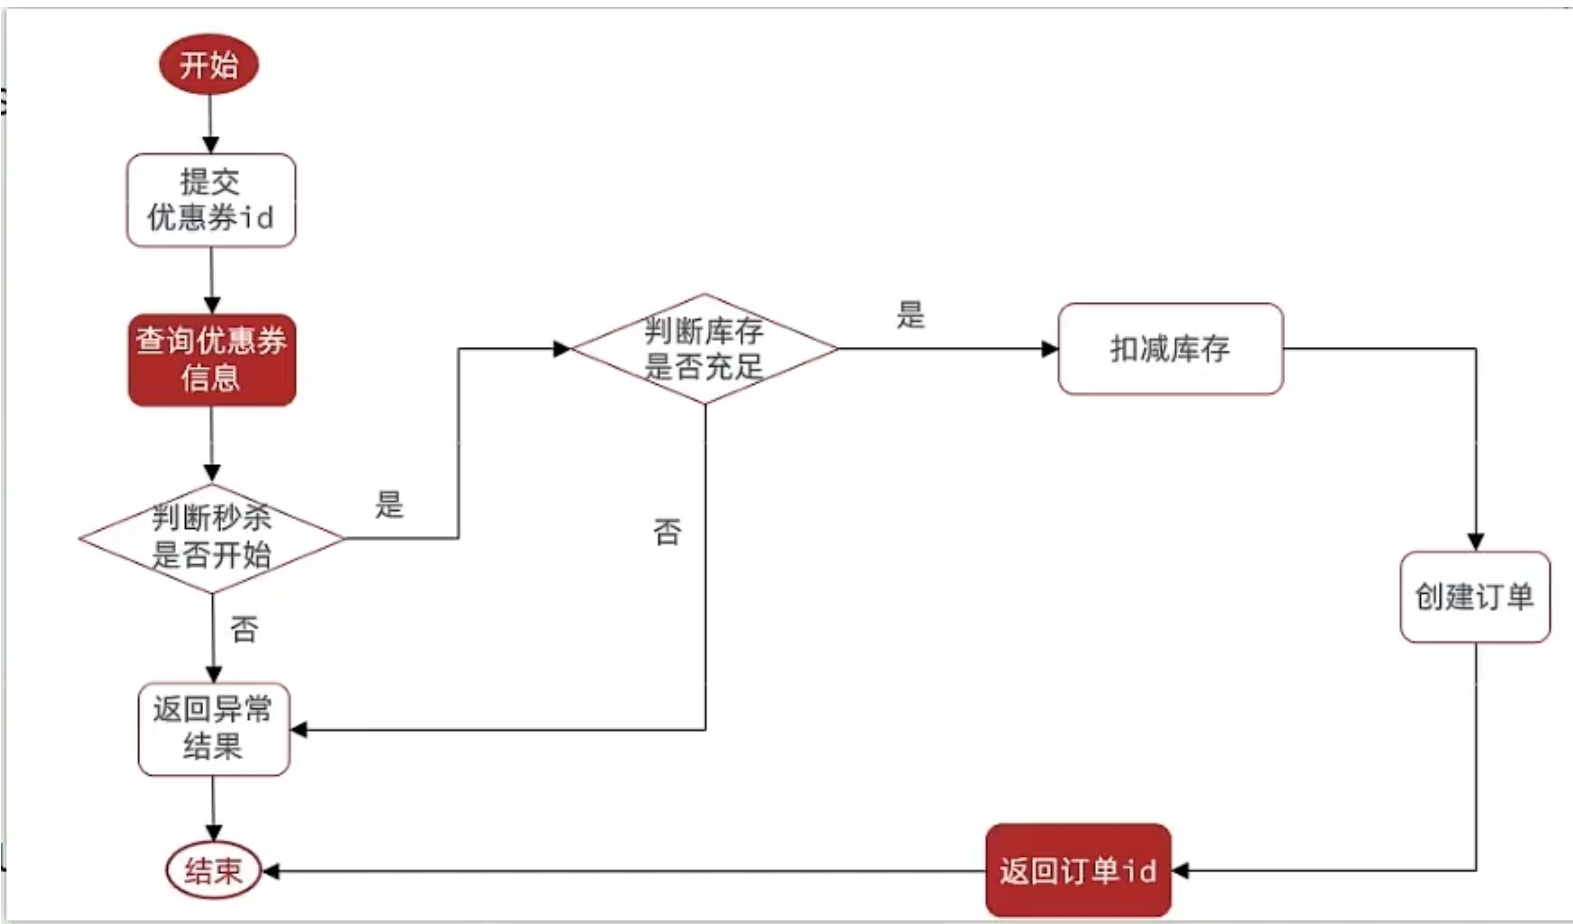 开始
提交
优惠券id
查询优惠券
信息
判断秒杀
是否开始
是
否
返回异常
结果
结束
判断库存
是否充足
是
否
扣减库存
创建订单
返回订单id